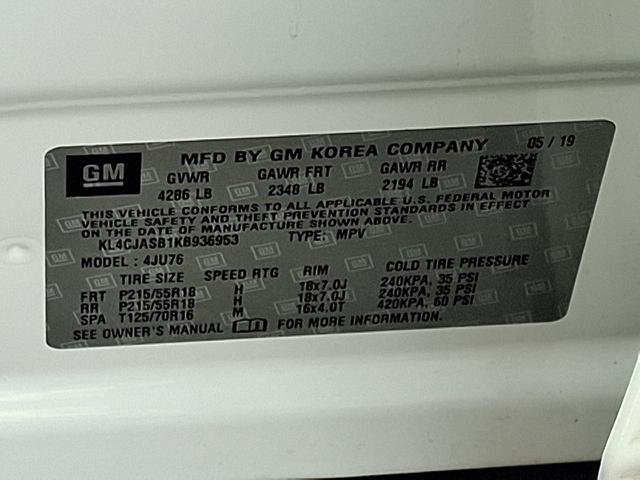 GM
MFD BY GM KOREA COMPANY 05 / 19
GVWR GAWR FRT GAWR RR
4286 LB 2348 LB 2194 LB
THIS VEHICLE CONFORMS TO ALL APPLICABLE U.S. FEDERAL MOTOR
VEHICLE SAFETY AND THEFT PREVENTION STANDARDS IN EFFECT
ON THE DATE OF MANUFACTURE SHOWN ABOVE.
KL4CJASB1KB936953 TYPE: MPV
MODEL : 4JU76
TIRE SIZE SPEED RTG RIM COLD TIRE PRESSURE
FRT P215/55R18 H 18x7.0J 240KPA, 35 PSI
RR P215/55R18 H 18x7.0J 240KPA, 35 PSI
SPA T125/70R16 M 16x4.0T 420KPA, 60 PSI
SEE OWNER'S MANUAL FOR MORE INFORMATION.